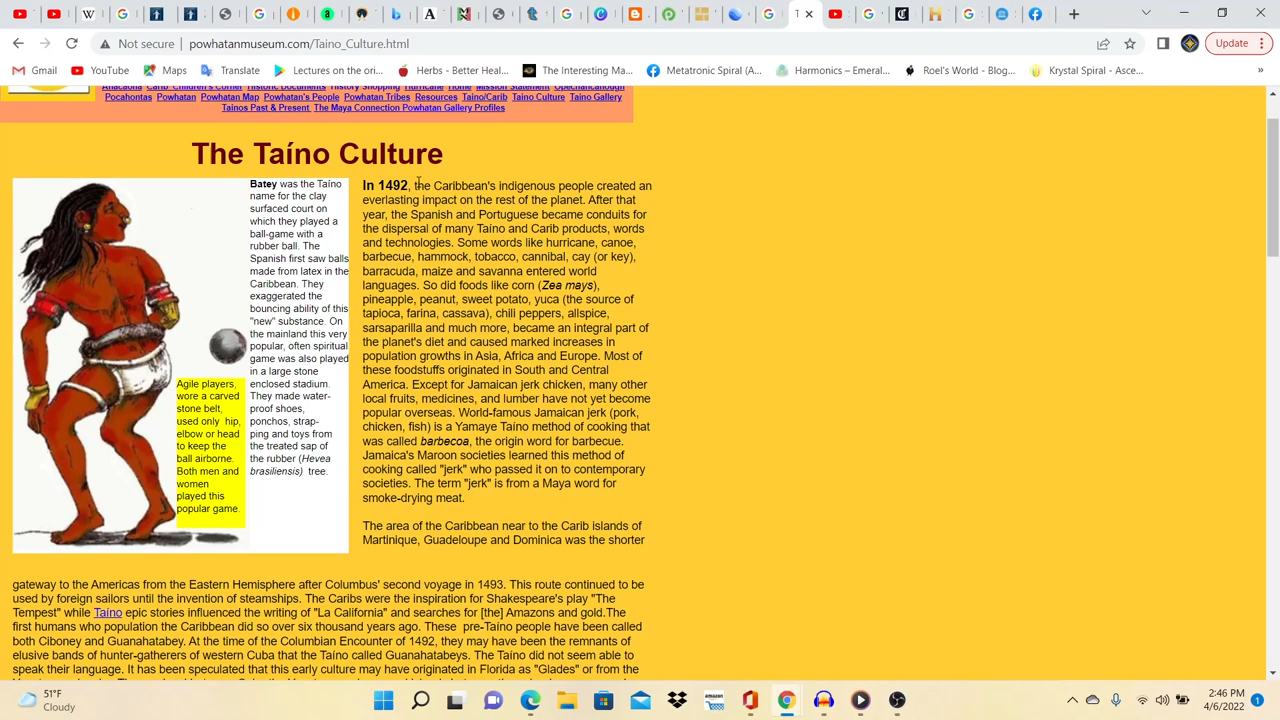 Not secure | powhatanmuseum.com/Taino_Culture.html
Update
Gmail YouTube Maps Translate Lectures on the ori... Herbs - Better Heal... The Interesting Ma... Metatronic Spiral (A... Harmonics – Emeral... Roel's World - Blog... Krystal Spiral - Asce... »
Anacaona Carib Children's Corner Historic Documents History Shopping Hurricane Home Mission Statement Opechancanough
Pocahontas Powhatan Powhatan Map Powhatan's People Powhatan Tribes Resources Taino/Carib Taino Culture Taino Gallery
Tainos Past & Present The Maya Connection Powhatan Gallery Profiles
The Taíno Culture
Batey was the Taíno
name for the clay
surfaced court on
which they played a
ball-game with a
rubber ball. The
Spanish first saw balls
made from latex in the
Caribbean. They
exaggerated the
bouncing ability of this
"new" substance. On
the mainland this very
popular, often spiritual
game was also played
in a large stone
enclosed stadium.
They made water-
proof shoes,
ponchos, strap-
ping and toys from
the treated sap of
the rubber (Hevea
brasiliensis) tree.
Agile players,
wore a carved
stone belt,
used only hip,
elbow or head
to keep the
ball airborne.
Both men and
women
played this
popular game.
In 1492, the Caribbean's indigenous people created an
everlasting impact on the rest of the planet. After that
year, the Spanish and Portuguese became conduits for
the dispersal of many Taíno and Carib products, words
and technologies. Some words like hurricane, canoe,
barbecue, hammock, tobacco, cannibal, cay (or key),
barracuda, maize and savanna entered world
languages. So did foods like corn (Zea mays),
pineapple, peanut, sweet potato, yuca (the source of
tapioca, farina, cassava), chili peppers, allspice,
sarsaparilla and much more, became an integral part of
the planet's diet and caused marked increases in
population growths in Asia, Africa and Europe. Most of
these foodstuffs originated in South and Central
America. Except for Jamaican jerk chicken, many other
local fruits, medicines, and lumber have not yet become
popular overseas. World-famous Jamaican jerk (pork,
chicken, fish) is a Yamaye Taíno method of cooking that
was called barbecoa, the origin word for barbecue.
Jamaica's Maroon societies learned this method of
cooking called "jerk" who passed it on to contemporary
societies. The term "jerk" is from a Maya word for
smoke-drying meat.
The area of the Caribbean near to the Carib islands of
Martinique, Guadeloupe and Dominica was the shorter
gateway to the Americas from the Eastern Hemisphere after Columbus' second voyage in 1493. This route continued to be
used by foreign sailors until the invention of steamships. The Caribs were the inspiration for Shakespeare's play "The
Tempest" while Taíno epic stories influenced the writing of "La California" and searches for [the] Amazons and gold.The
first humans who population the Caribbean did so over six thousand years ago. These pre-Taíno people have been called
both Ciboney and Guanahatabey. At the time of the Columbian Encounter of 1492, they may have been the remnants of
elusive bands of hunter-gatherers of western Cuba that the Taíno called Guanahatabeys. The Taíno did not seem able to
speak their language. It has been speculated that this early culture may have originated in Florida as "Glades" or from the
51°F
Cloudy
2:46 PM
4/6/2022